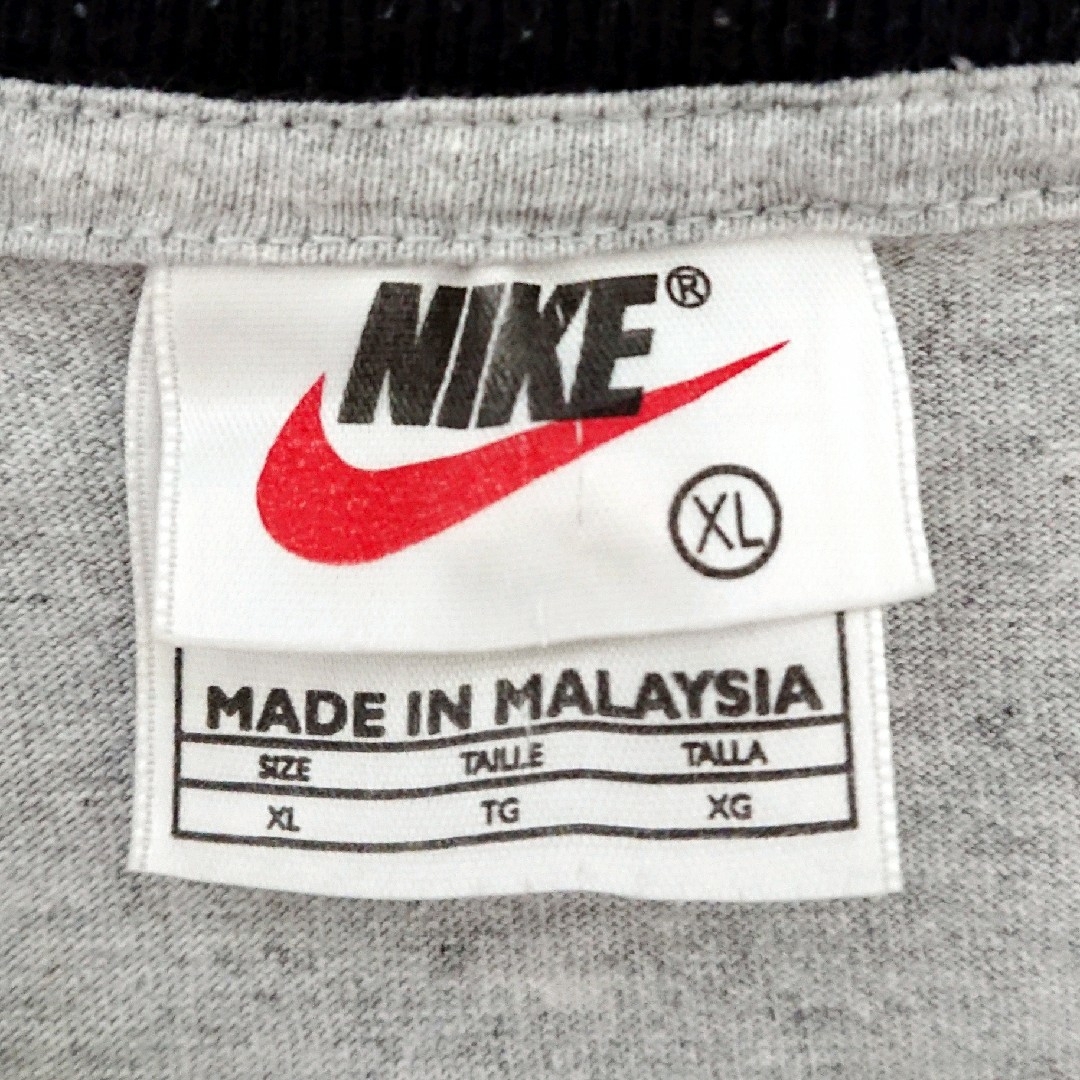 NIKE®
XL
MADE IN MALAYSIA
SIZE TAILLE TALLA
XL TG XG